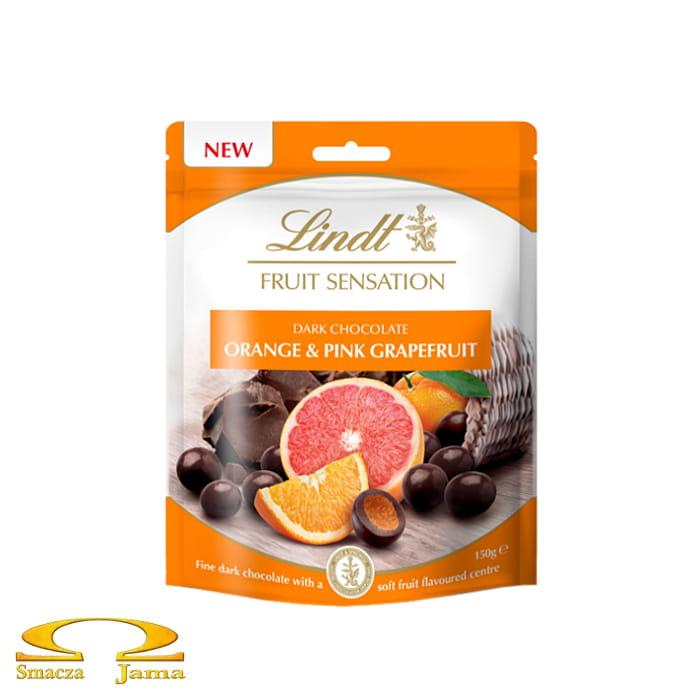 NEW
Lindt
FRUIT SENSATION
DARK CHOCOLATE
ORANGE & PINK GRAPEFRUIT
150g ℮
Fine dark chocolate with a soft fruit flavoured centre
Smacza Jama